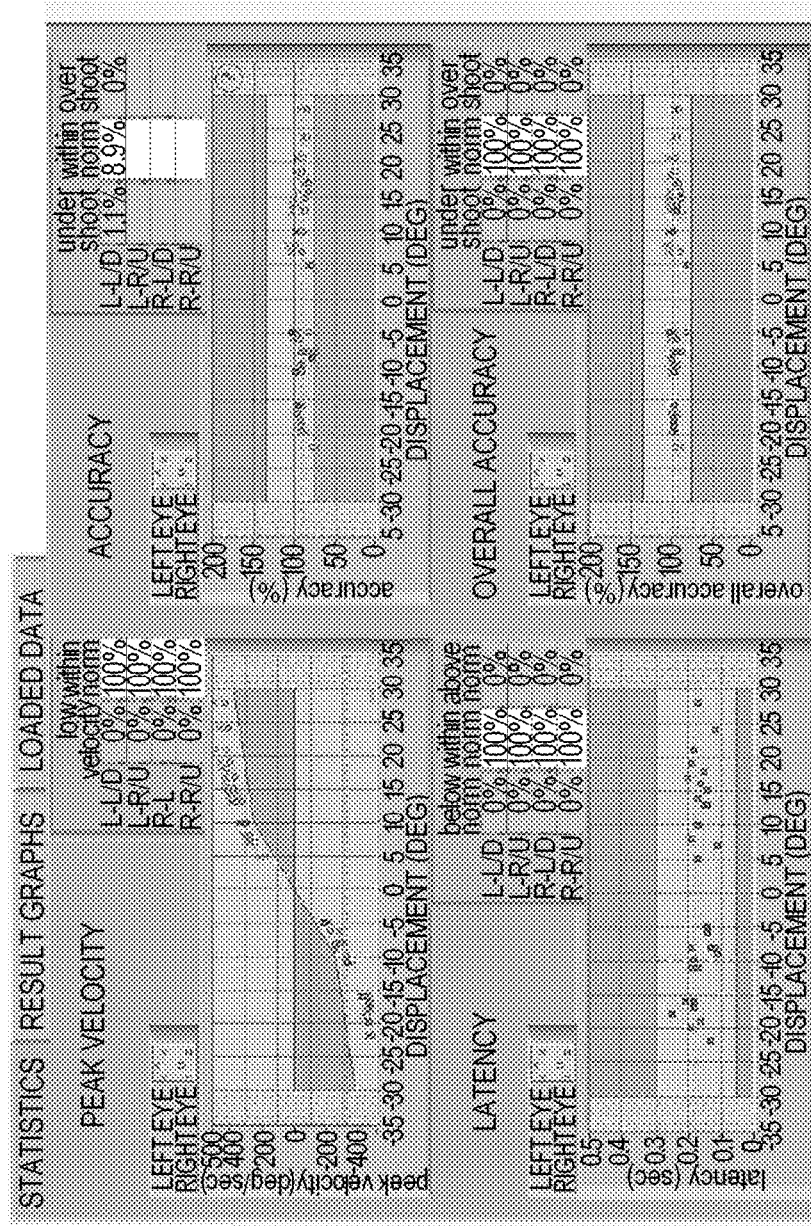 STATISTICS RESULT GRAPHS LOADED DATA
PEAK VELOCITY
low within
velocity norm
L-L/D 0% 100%
L-R/U 0% 100%
R-L 0% 100%
R-R/U 0% 100%
LEFT EYE
RIGHT EYE
500
400
200
0
-200
-400
peak velocity(deg/sec)
-35 -30 -25 -20 -15 -10 -5 0 5 10 15 20 25 30 35
DISPLACEMENT (DEG)
ACCURACY
under within over
shoot norm shoot
L-L/D 11% 8.9% 0%
L-R/U
R-L/D
R-R/U
LEFT EYE
RIGHT EYE
200
150
100
50
0
accuracy (%)
5 -30 -25 -20 -15 -10 -5 0 5 10 15 20 25 30 35
DISPLACEMENT (DEG)
LATENCY
below within above
norm norm norm
L-L/D 0% 100% 0%
L-R/U 0% 100% 0%
R-L/D 0% 100% 0%
R-R/U 0% 100% 0%
LEFT EYE
RIGHT EYE
0.5
0.4
0.3
0.2
0.1
0
latency (sec)
-35 -30 -25 -20 -15 -10 -5 0 5 10 15 20 25 30 35
DISPLACEMENT (DEG)
OVERALL ACCURACY
under within over
shoot norm shoot
L-L/D 0% 100% 0%
L-R/U 0% 100% 0%
R-L/D 0% 100% 0%
R-R/U 0% 100% 0%
LEFT EYE
RIGHT EYE
200
150
100
50
0
overall accuracy (%)
5 -30 -25 -20 -15 -10 -5 0 5 10 15 20 25 30 35
DISPLACEMENT (DEG)